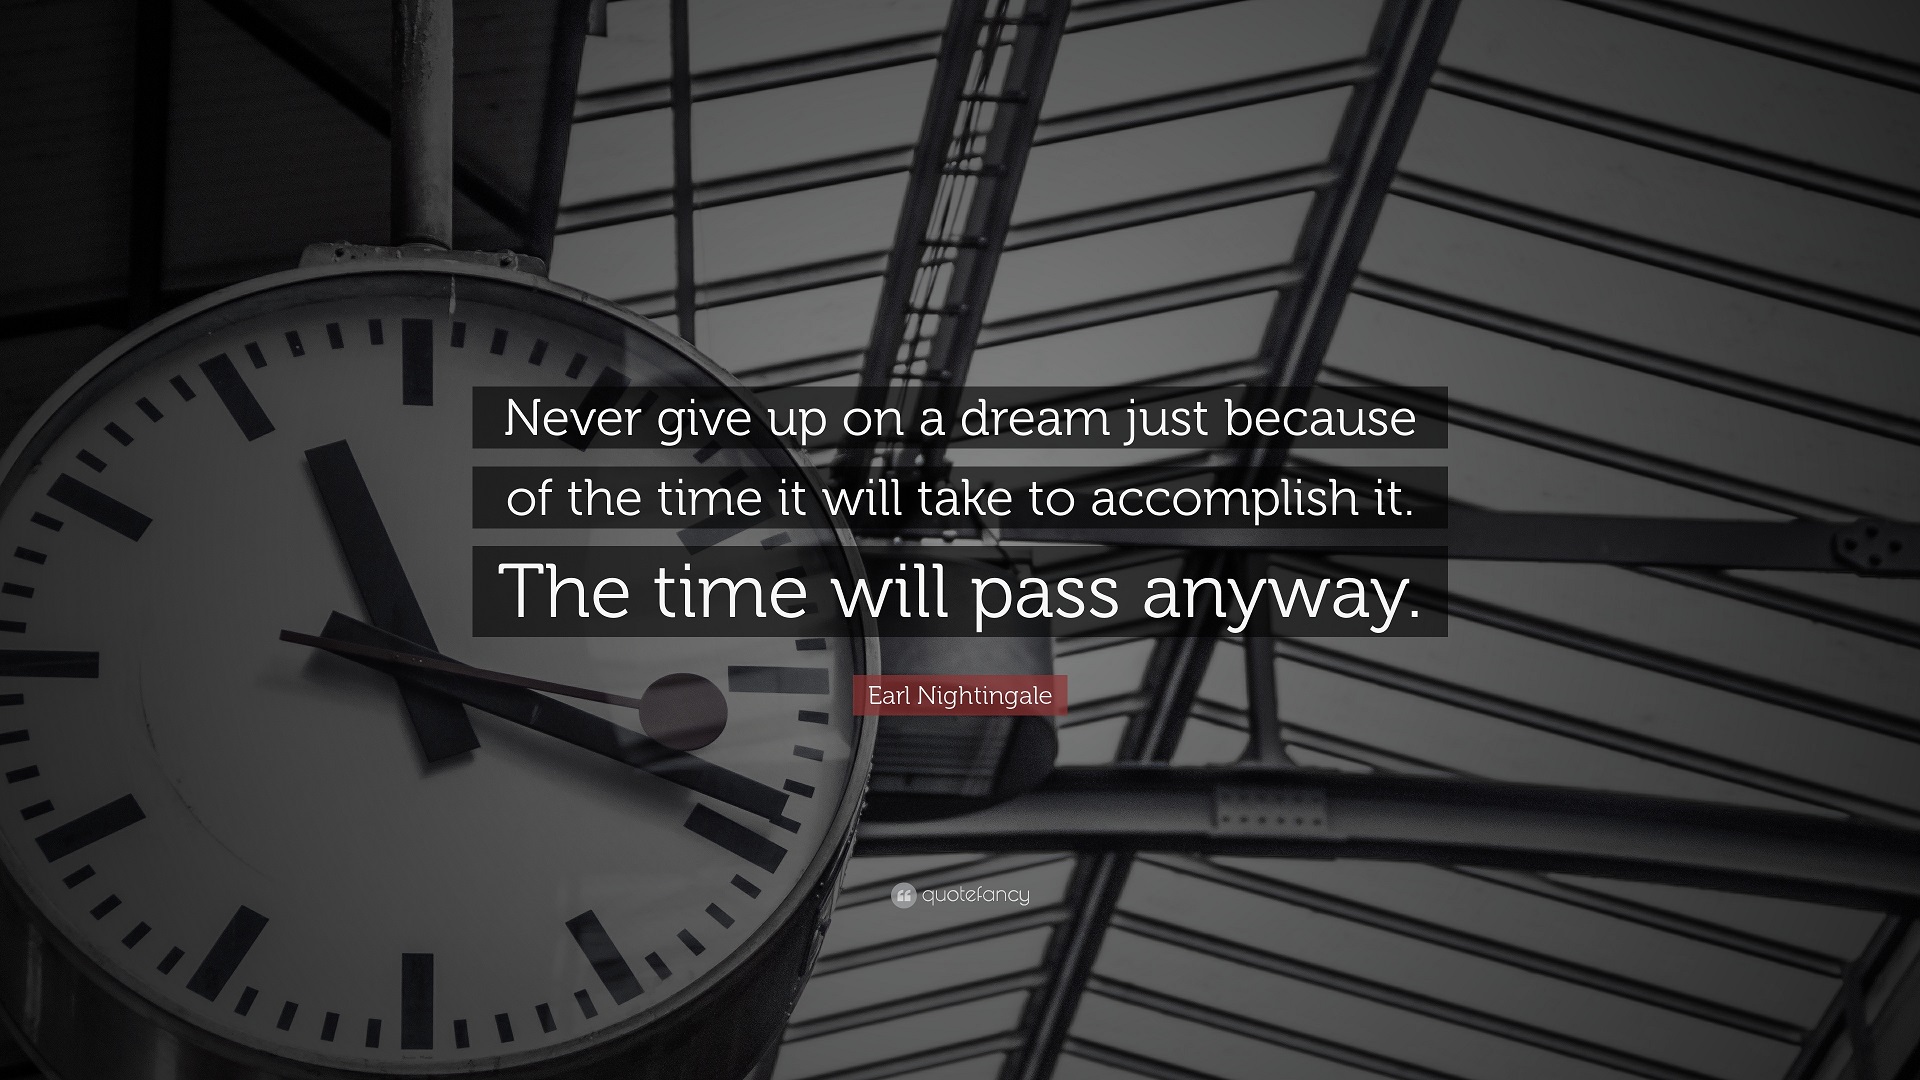 Never give up on a dream just because
of the time it will take to accomplish it.
The time will pass anyway.
Earl Nightingale
quotefancy